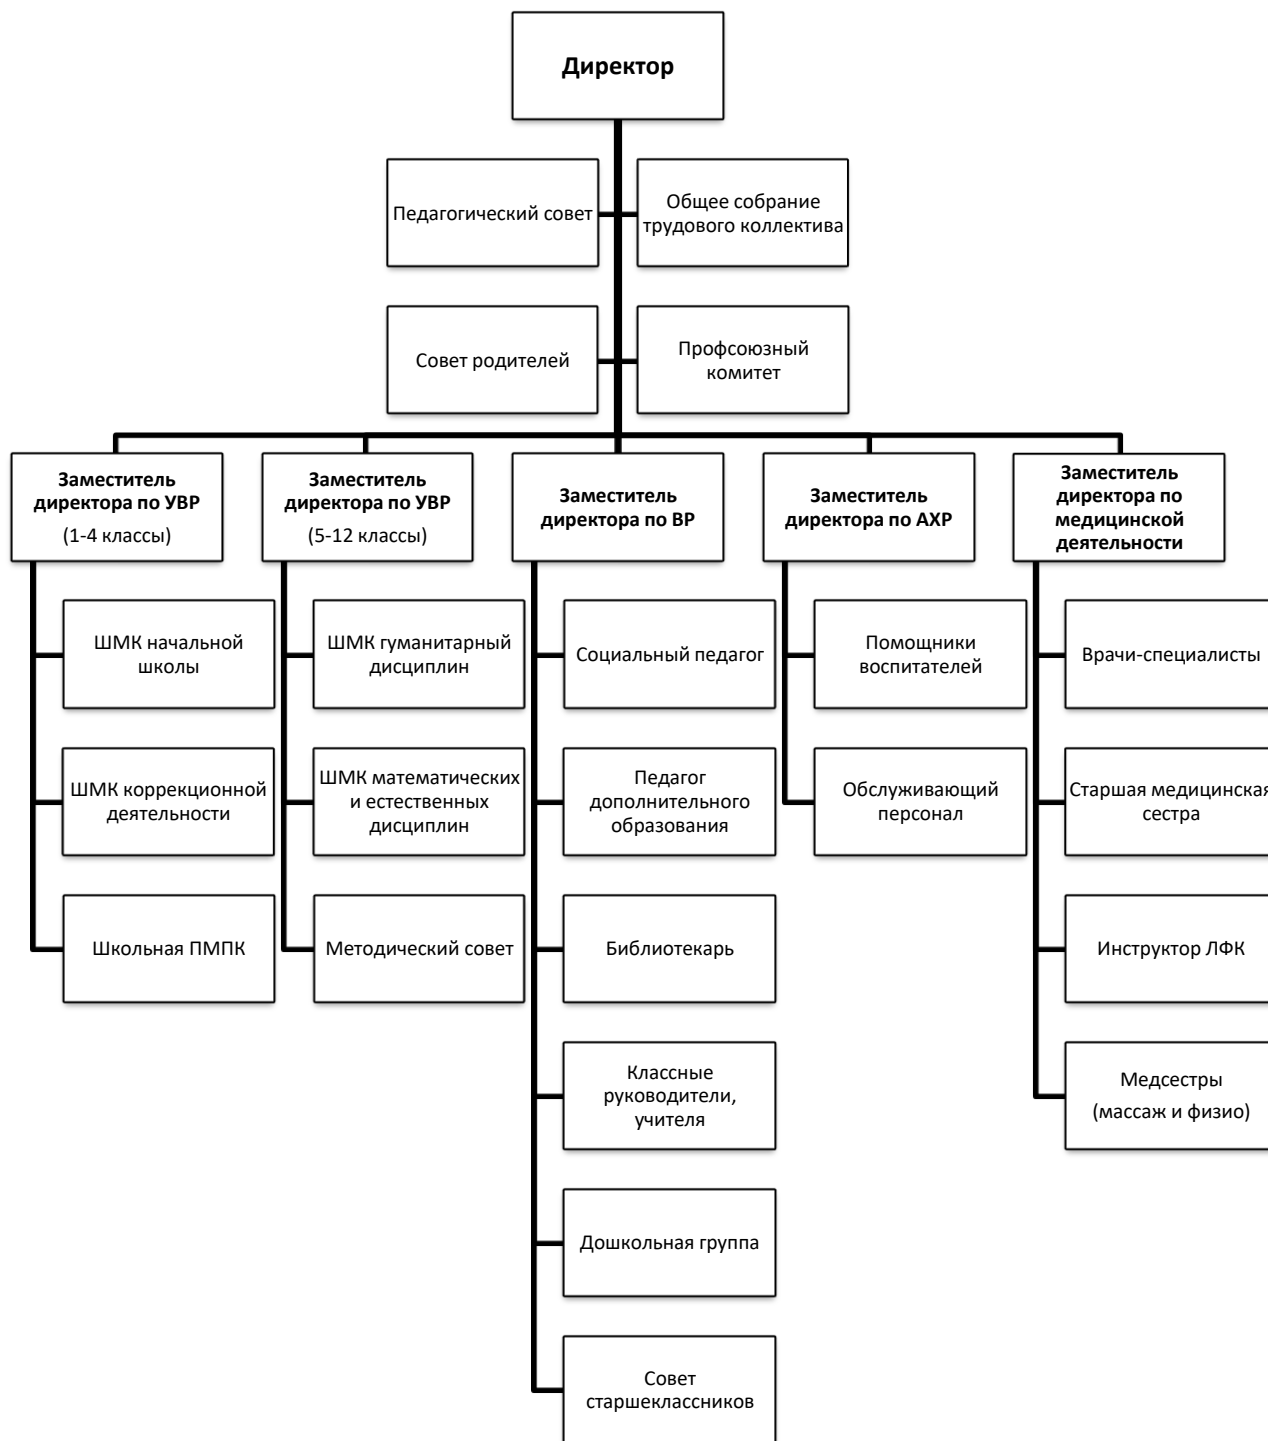 Директор
Педагогический совет
Общее собрание
трудового коллектива
Совет родителей
Профсоюзный
комитет
Заместитель
директора по УВР
(1-4 классы)
Заместитель
директора по УВР
(5-12 классы)
Заместитель
директора по ВР
Заместитель
директора по АХР
Заместитель
директора по
медицинской
деятельности
ШМК начальной
школы
ШМК коррекционной
деятельности
Школьная ПМПК
ШМК гуманитарный
дисциплин
ШМК математических
и естественных
дисциплин
Методический совет
Социальный педагог
Педагог
дополнительного
образования
Библиотекарь
Классные
руководители,
учителя
Дошкольная группа
Совет
старшеклассников
Помощники
воспитателей
Обслуживающий
персонал
Врачи-специалисты
Старшая медицинская
сестра
Инструктор ЛФК
Медсестры
(массаж и физио)